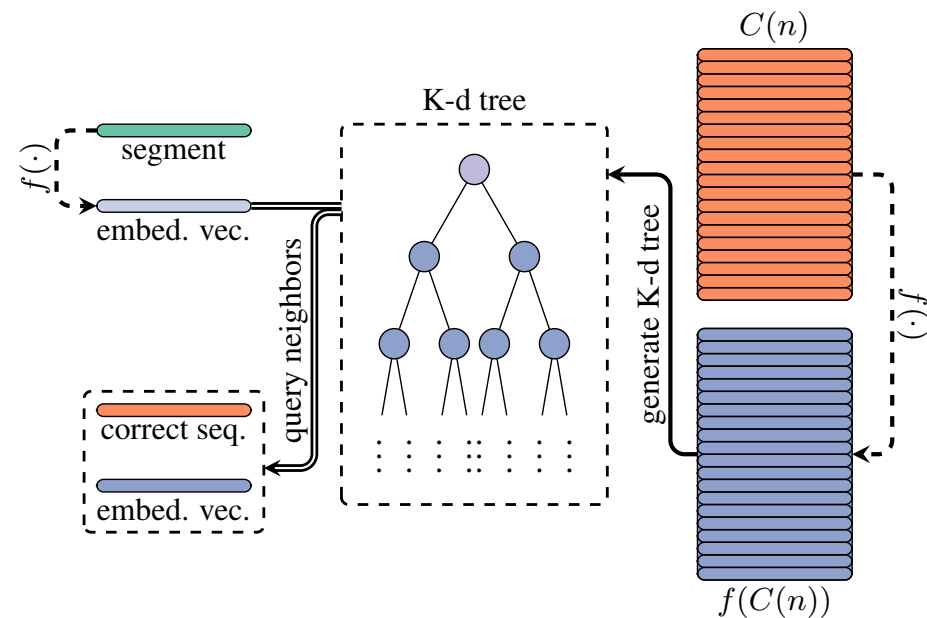 C(n)
K-d tree
segment
f(·)
embed. vec.
query neighbors
generate K-d tree
f(·)
correct seq.
embed. vec.
f(C(n))